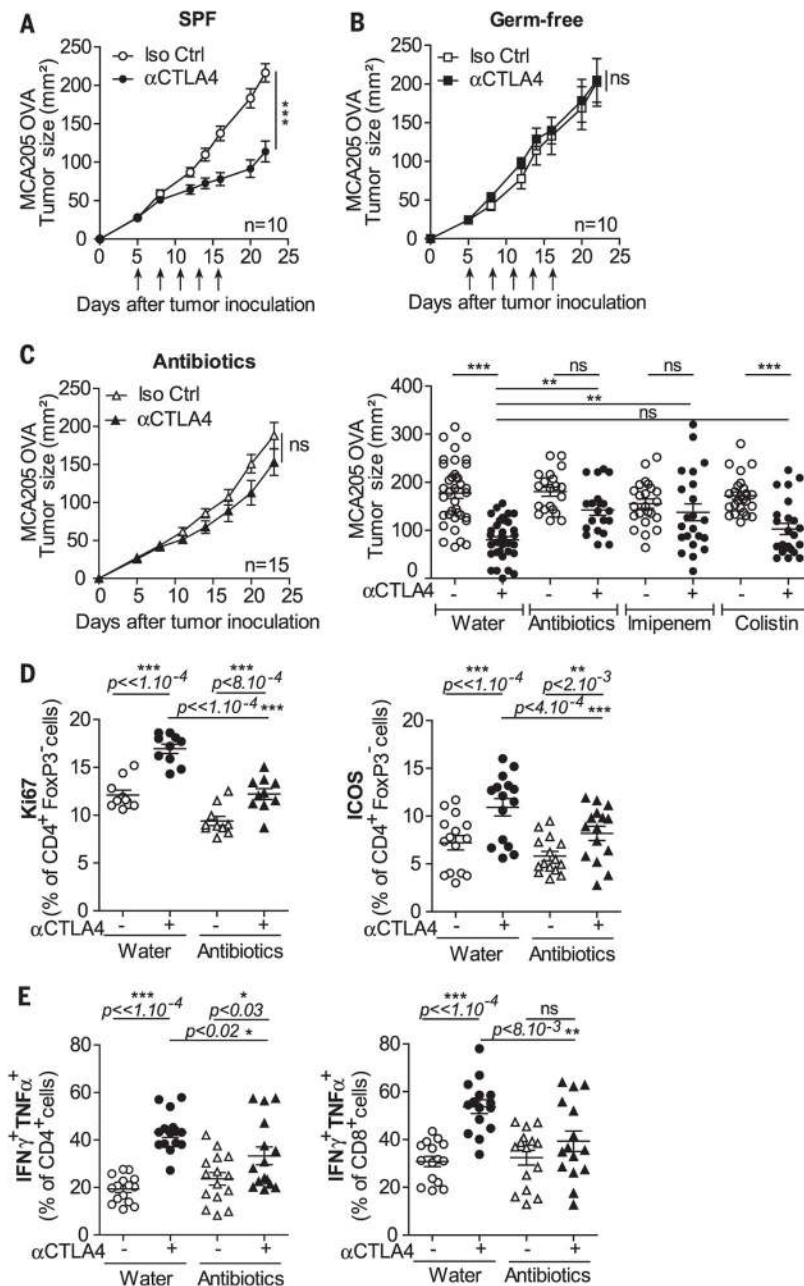 A
SPF
Iso Ctrl
αCTLA4
MCA205 OVA
Tumor size (mm²)
250
200
150
100
50
0
0 5 10 15 20 25
***
n=10
Days after tumor inoculation
B
Germ-free
Iso Ctrl
αCTLA4
MCA205 OVA
Tumor size (mm²)
250
200
150
100
50
0
0 5 10 15 20 25
ns
n=10
Days after tumor inoculation
C
Antibiotics
Iso Ctrl
αCTLA4
MCA205 OVA
Tumor size (mm²)
250
200
150
100
50
0
0 5 10 15 20 25
ns
n=15
Days after tumor inoculation
*** ns ns ***
**
**
ns
MCA205 OVA
Tumor size (mm²)
400
300
200
100
0
αCTLA4 - + - + - + - +
Water Antibiotics Imipenem Colistin
D
*** ***
p<<1.10⁻⁴ p<8.10⁻⁴
p<<1.10⁻⁴ ***
Ki67
(% of CD4⁺ FoxP3⁻ cells)
20
15
10
5
0
αCTLA4 - + - +
Water Antibiotics
*** **
p<<1.10⁻⁴ p<2.10⁻³
p<4.10⁻⁴ ***
ICOS
(% of CD4⁺ FoxP3⁻ cells)
20
15
10
5
0
αCTLA4 - + - +
Water Antibiotics
E
*** *
p<<1.10⁻⁴ p<0.03
p<0.02 *
IFNγ⁺TNFα⁺
(% of CD4⁺cells)
80
60
40
20
0
αCTLA4 - + - +
Water Antibiotics
*** ns
p<<1.10⁻⁴
p<8.10⁻³ **
IFNγ⁺TNFα⁺
(% of CD8⁺cells)
80
60
40
20
0
αCTLA4 - + - +
Water Antibiotics